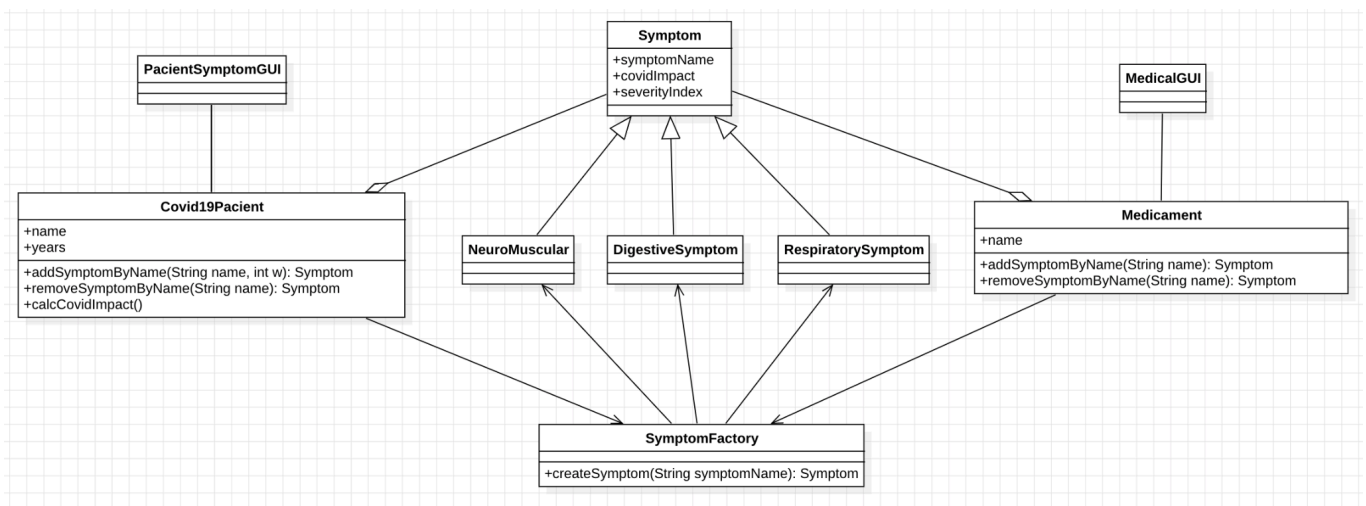 Symptom
+symptomName
+covidImpact
+severityIndex
PacientSymptomGUI
MedicalGUI
Covid19Pacient
+name
+years
+addSymptomByName(String name, int w): Symptom
+removeSymptomByName(String name): Symptom
+calcCovidImpact()
NeuroMuscular
DigestiveSymptom
RespiratorySymptom
Medicament
+name
+addSymptomByName(String name): Symptom
+removeSymptomByName(String name): Symptom
SymptomFactory
+createSymptom(String symptomName): Symptom